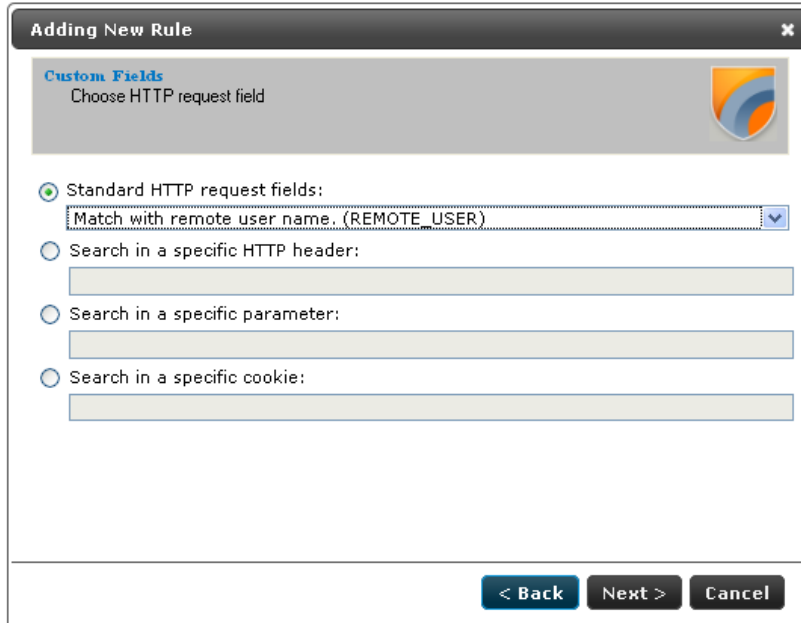 Adding New Rule
Custom Fields
Choose HTTP request field
Standard HTTP request fields:
Match with remote user name. (REMOTE_USER)
Search in a specific HTTP header:
Search in a specific parameter:
Search in a specific cookie:
< Back Next > Cancel